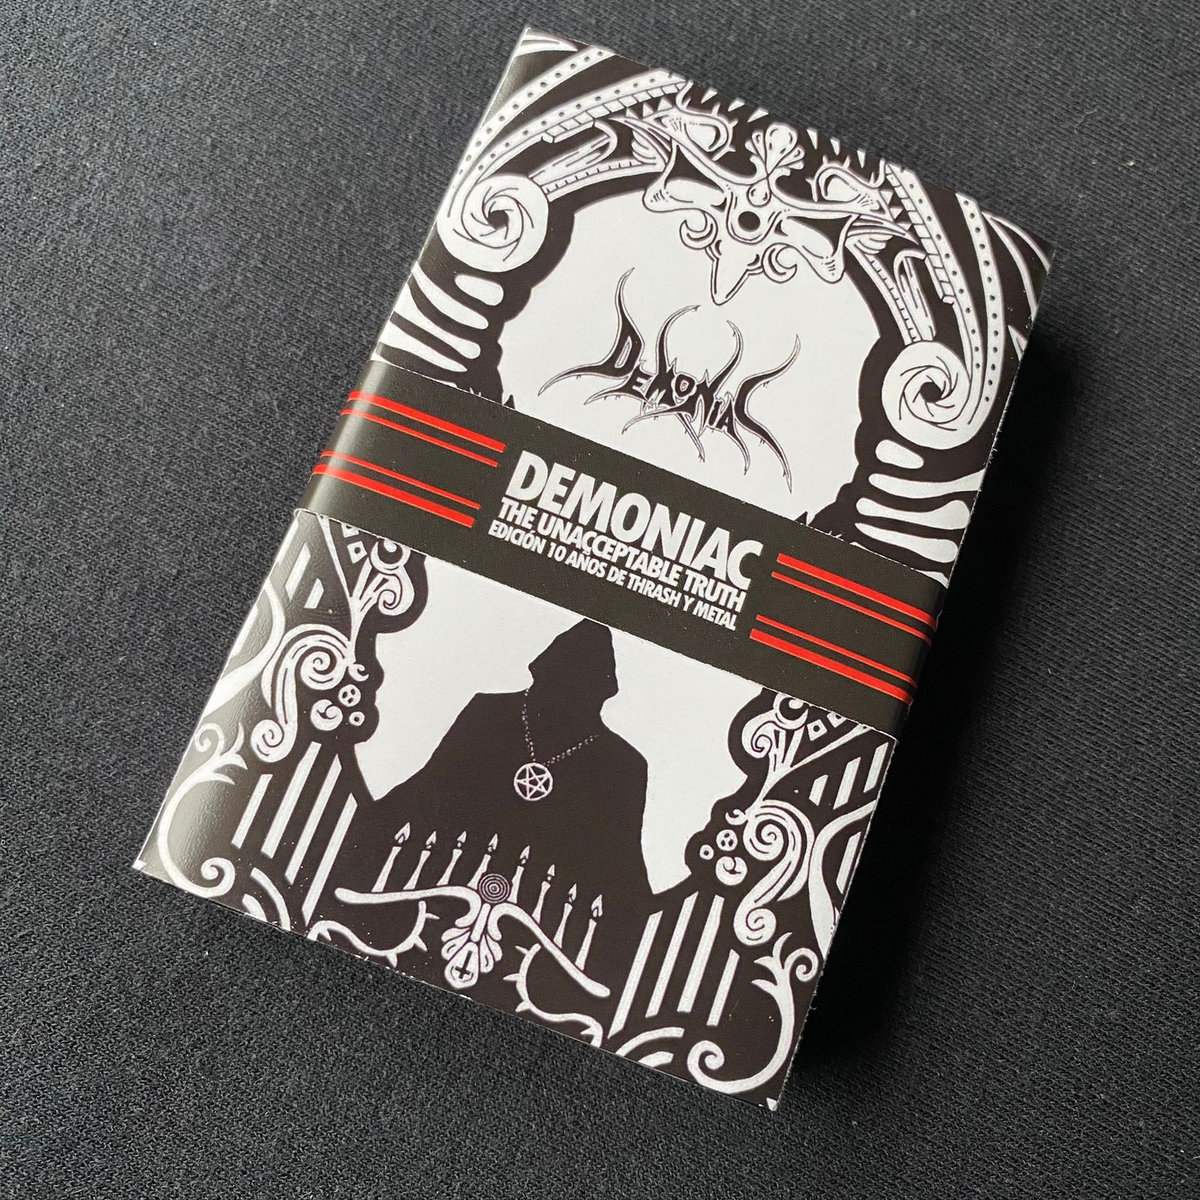 DEMONIAC
DEMONIAC
THE UNACCEPTABLE TRUTH
EDICIÓN 10 AÑOS DE THRASH Y METAL